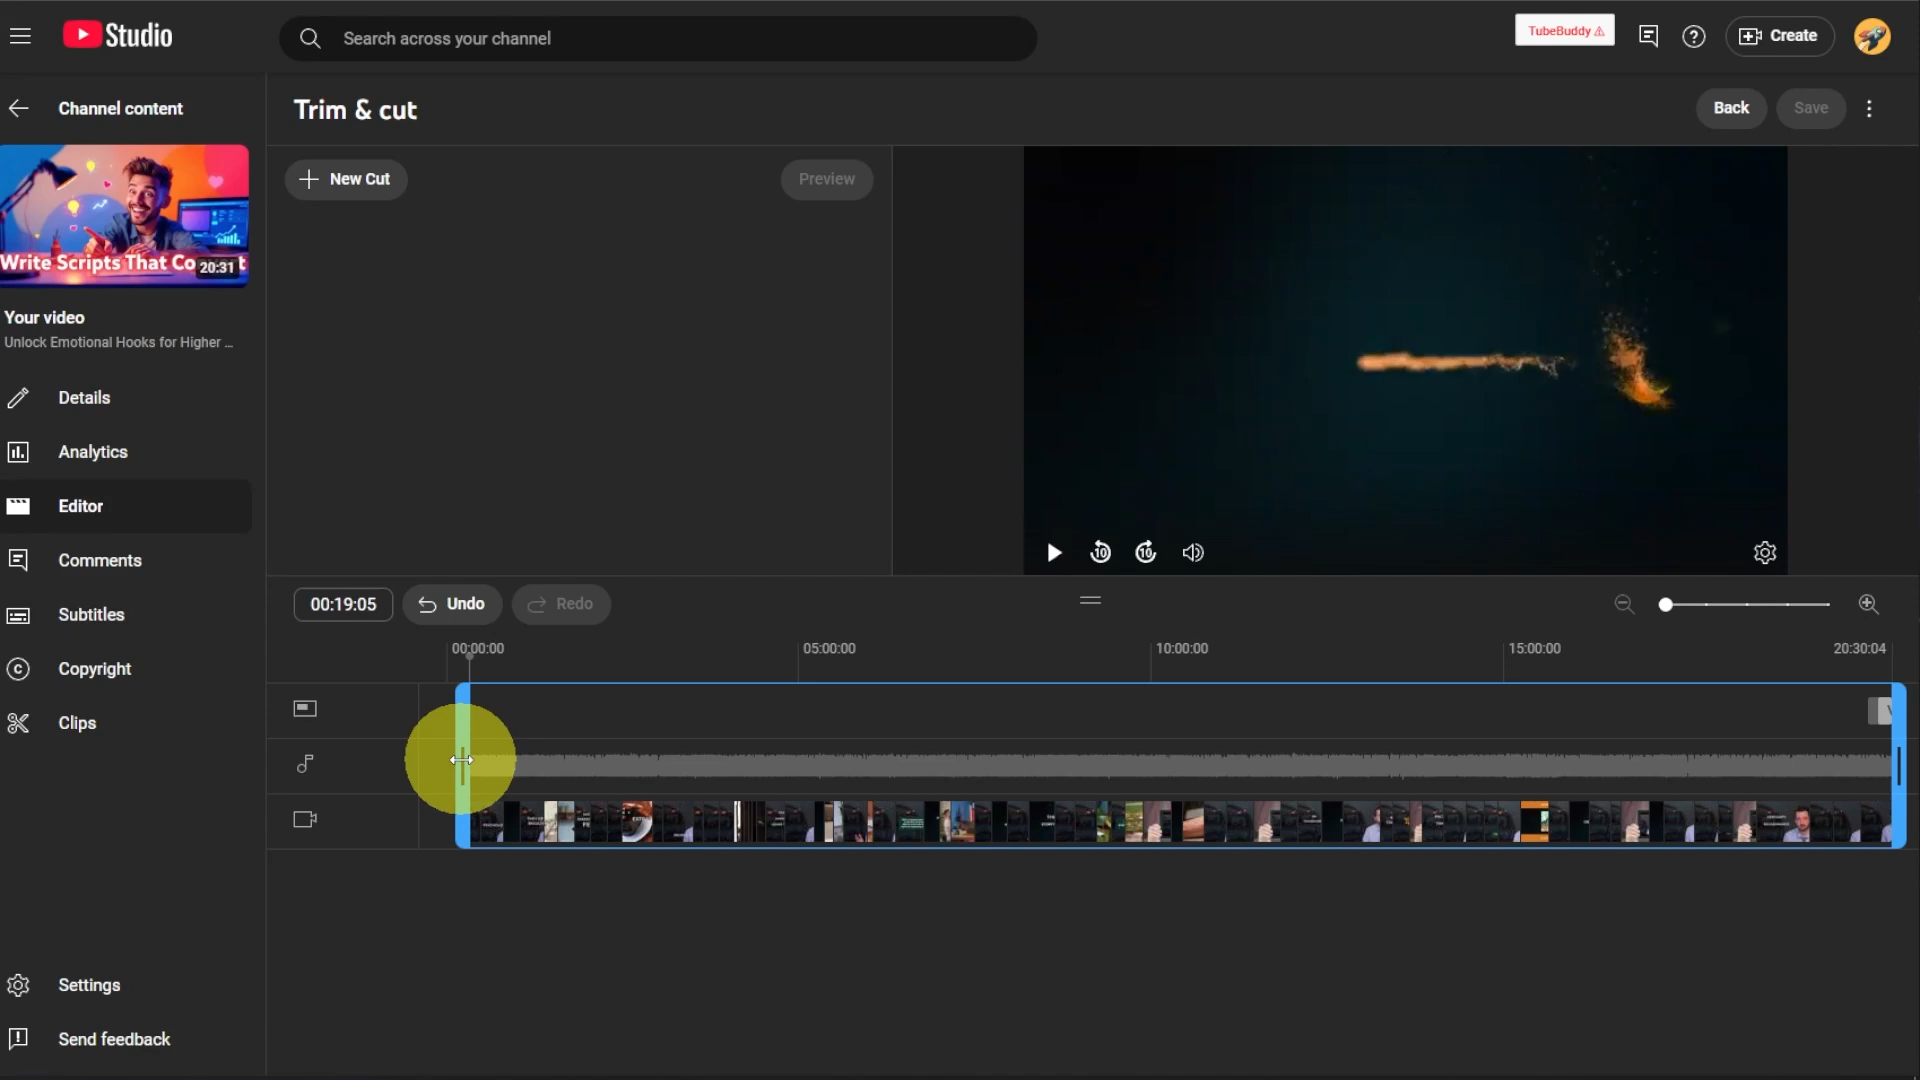 Studio
Search across your channel
TubeBuddy
Create
Channel content
Trim & cut
Back
Save
New Cut
Preview
Write Scripts That Co
t
20:31
Your video
Unlock Emotional Hooks for Higher ...
Details
Analytics
Editor
Comments
Subtitles
Copyright
Clips
10
10
00:19:05
Undo
Redo
00:00:00
05:00:00
10:00:00
15:00:00
20:30:04
Settings
Send feedback